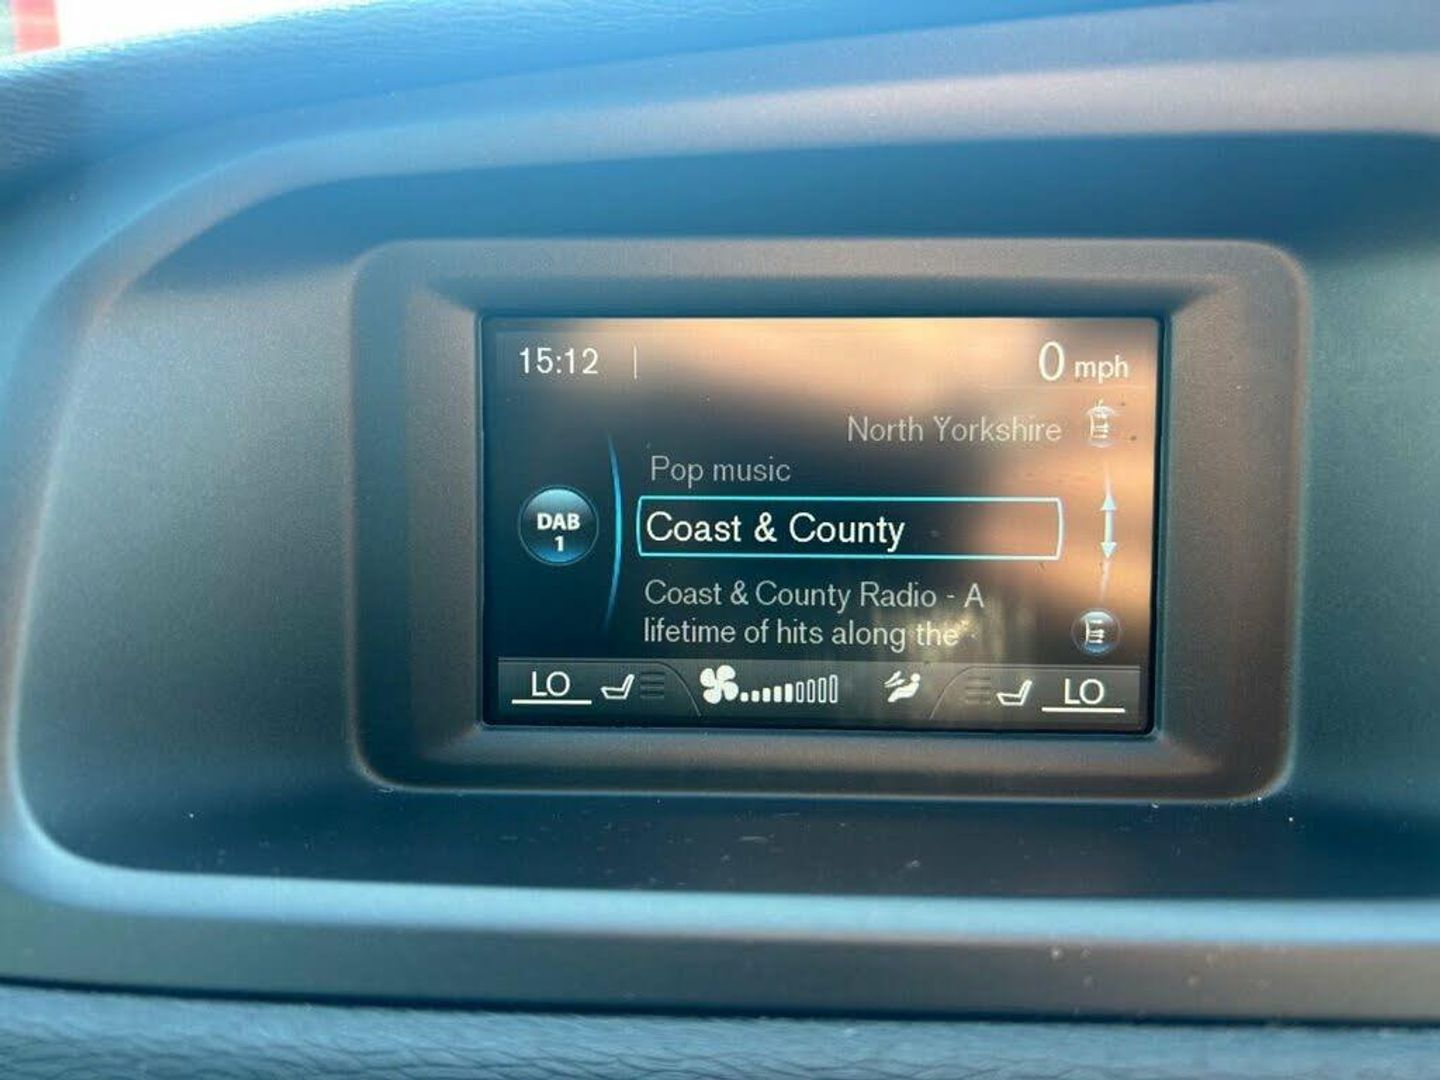 15:12
0 mph
North Yorkshire
Pop music
DAB
1
Coast & County
Coast & County Radio - A
lifetime of hits along the
LO
LO